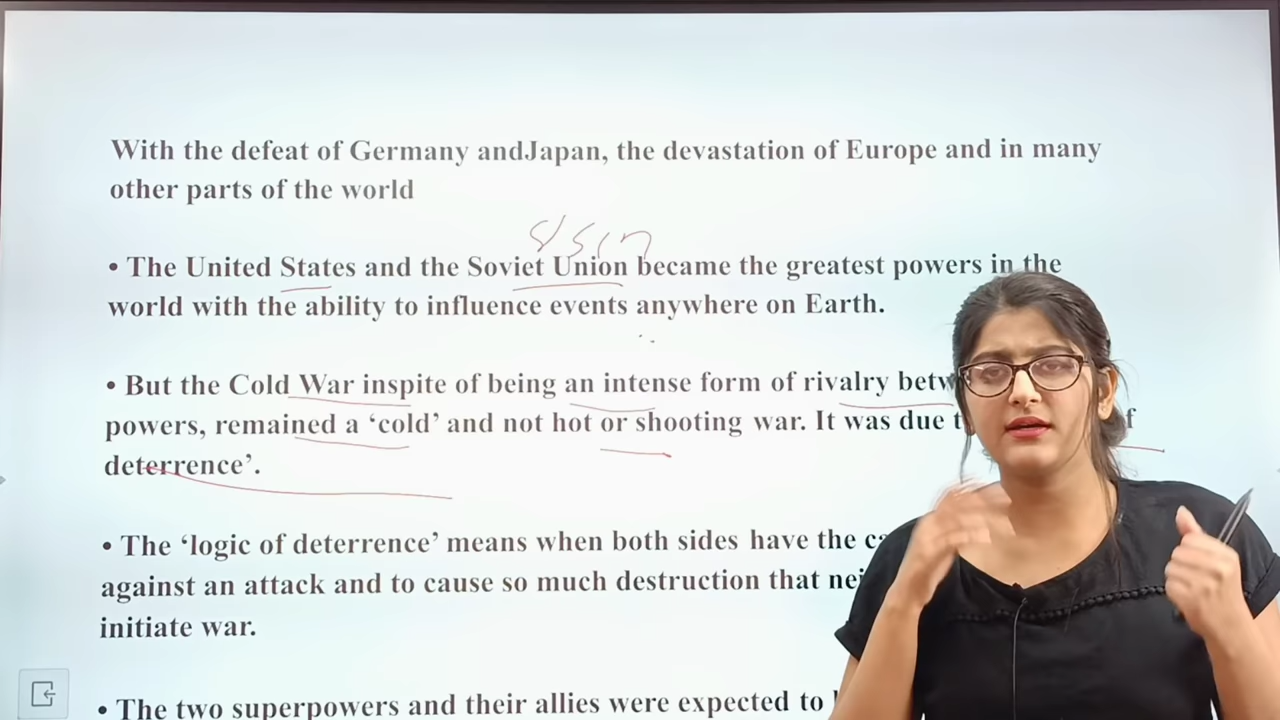 With the defeat of Germany andJapan, the devastation of Europe and in many
other parts of the world
• The United States and the Soviet Union became the greatest powers in the
world with the ability to influence events anywhere on Earth.
• But the Cold War inspite of being an intense form of rivalry
powers, remained a ‘cold’ and not hot or shooting war. It was due
deterrence’.
• The ‘logic of deterrence’ means when both sides have the
against an attack and to cause so much destruction that
initiate war.
• The two superpowers and their allies were expected to